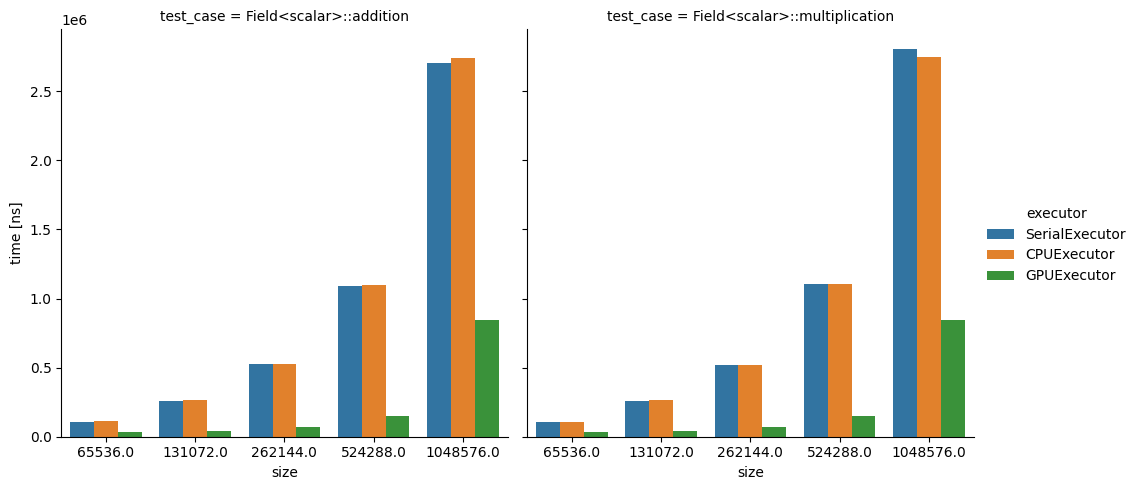 test_case = Field<scalar>::addition
test_case = Field<scalar>::multiplication
1e6
2.5
2.0
1.5
1.0
0.5
0.0
time [ns]
65536.0 131072.0 262144.0 524288.0 1048576.0
size
65536.0 131072.0 262144.0 524288.0 1048576.0
size
executor
SerialExecutor
CPUExecutor
GPUExecutor